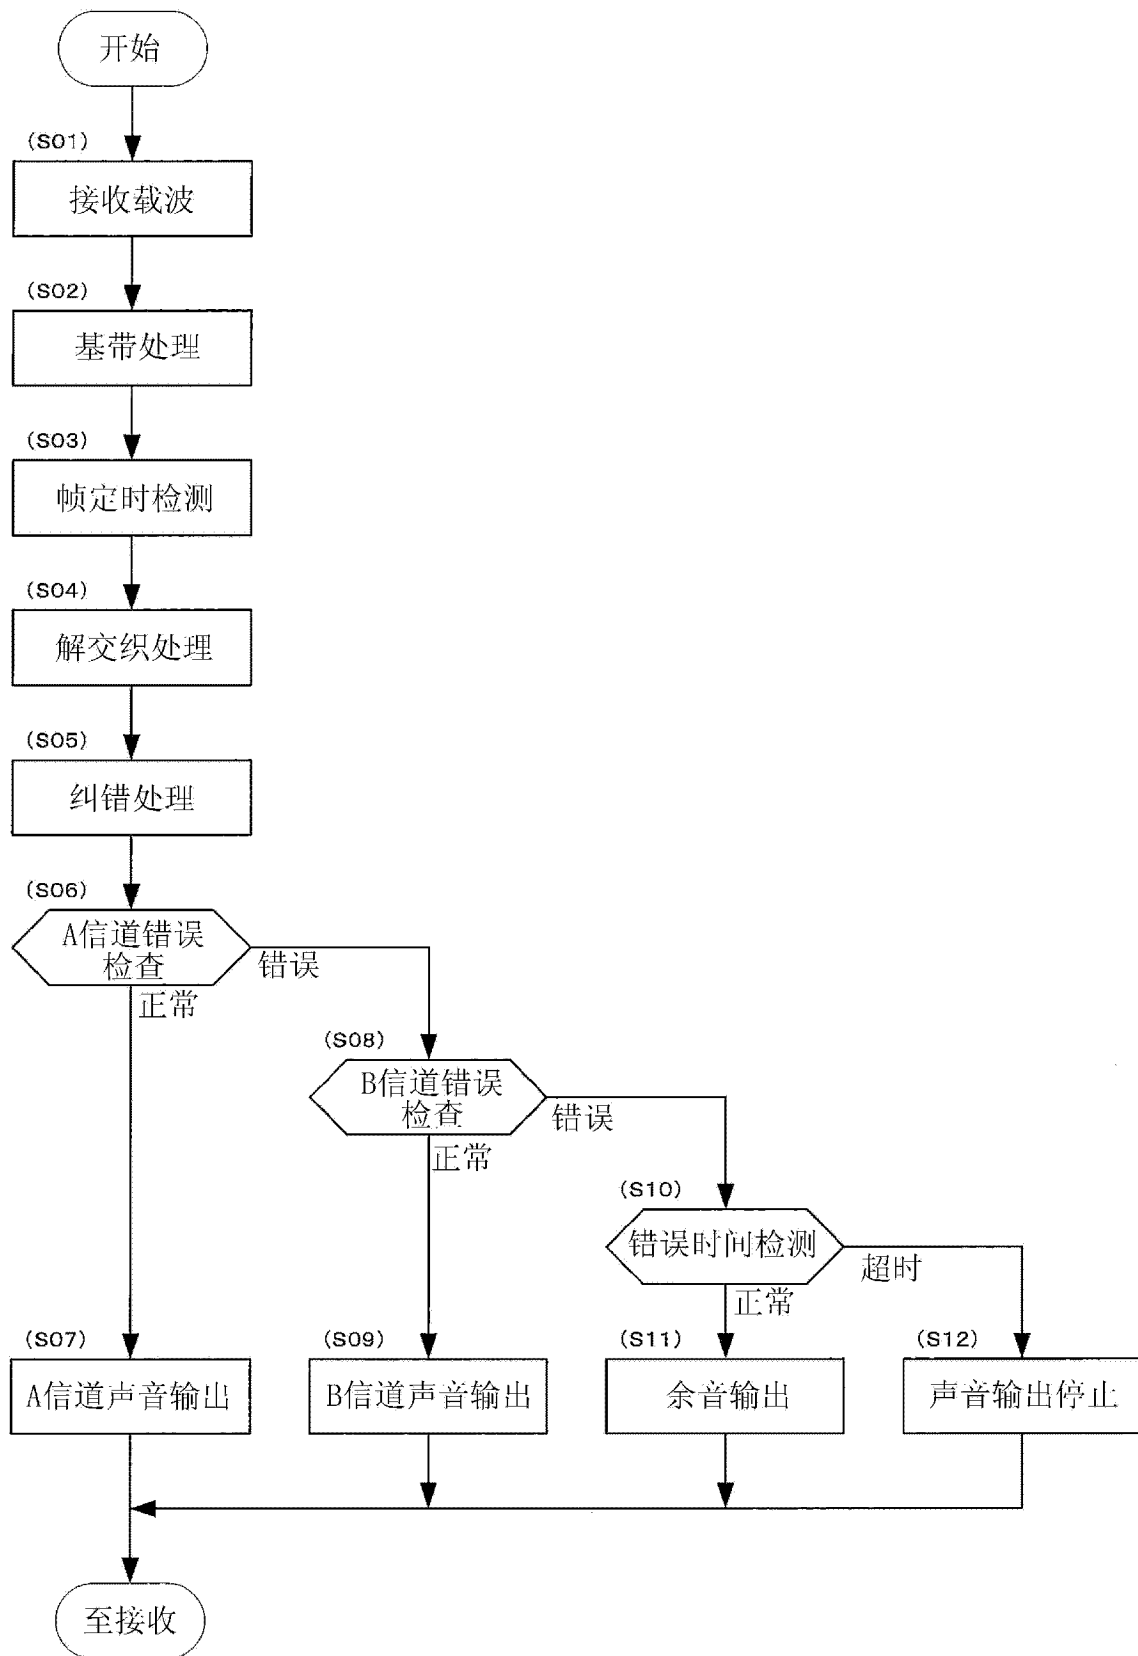 开始
(S01)
接收载波
(S02)
基带处理
(S03)
帧定时检测
(S04)
解交织处理
(S05)
纠错处理
(S06)
A信道错误
检查
错误
正常
(S08)
B信道错误
检查
错误
正常
(S10)
错误时间检测
超时
正常
(S07)
A信道声音输出
(S09)
B信道声音输出
(S11)
余音输出
(S12)
声音输出停止
至接收